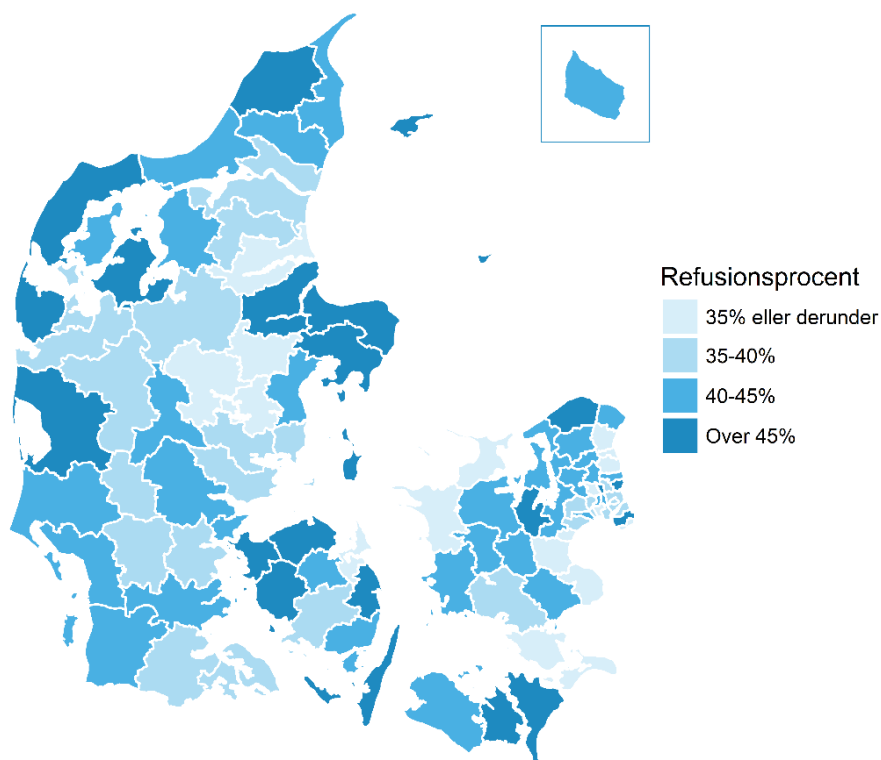 Refusionsprocent
35% eller derunder
35-40%
40-45%
Over 45%